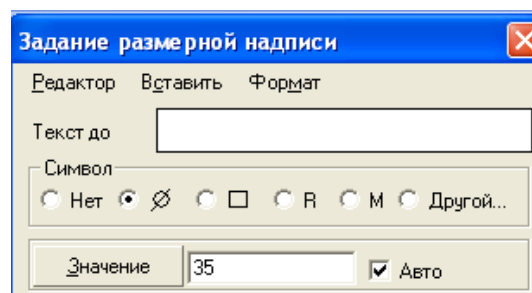 Задание размерной надписи
Редактор Вставить Формат
Текст до
Символ
Нет Ø □ R M Другой...
Значение 35 Авто